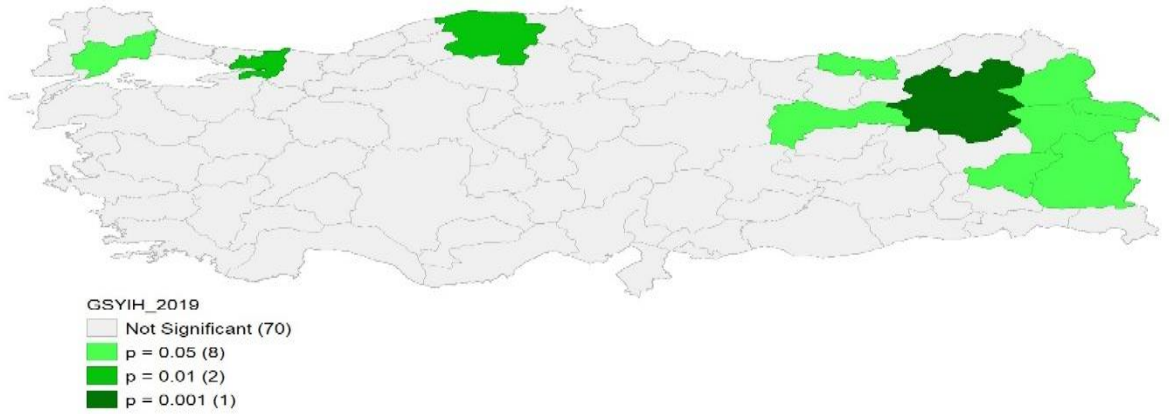 GSYIH_2019
Not Significant (70)
p = 0.05 (8)
p = 0.01 (2)
p = 0.001 (1)